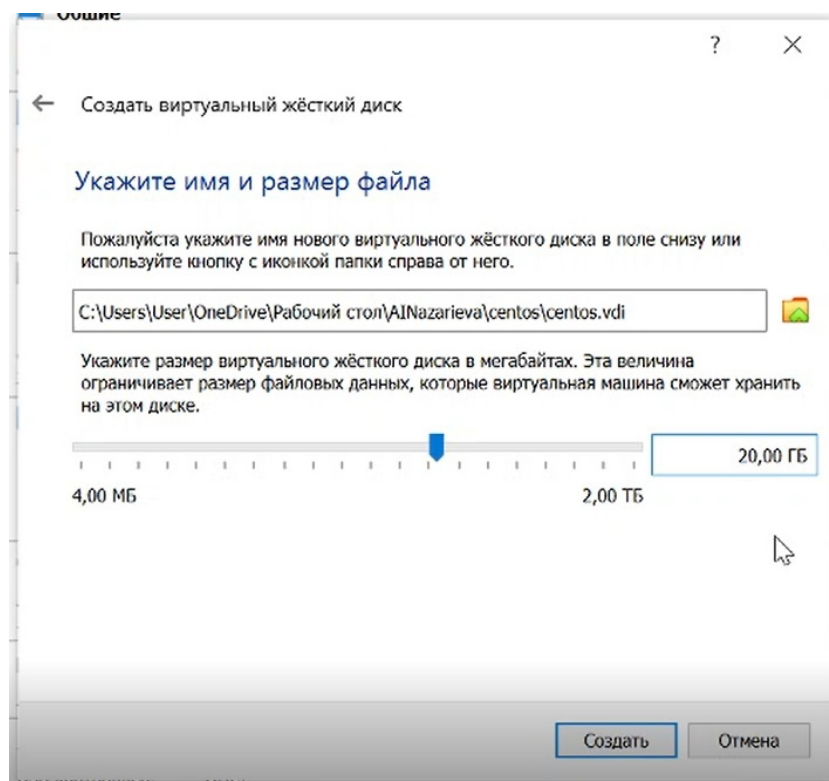 Общие
?
Создать виртуальный жёсткий диск
Укажите имя и размер файла
Пожалуйста укажите имя нового виртуального жёсткого диска в поле снизу или
используйте кнопку с иконкой папки справа от него.
C:\Users\User\OneDrive\Рабочий стол\AINazarieva\centos\centos.vdi
Укажите размер виртуального жёсткого диска в мегабайтах. Эта величина
ограничивает размер файловых данных, которые виртуальная машина сможет хранить
на этом диске.
20,00 ГБ
4,00 МБ 2,00 ТБ
Создать Отмена